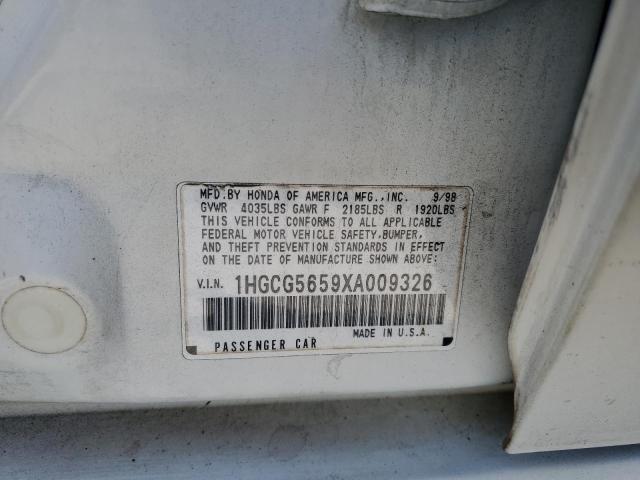 MFD.BY HONDA OF AMERICA MFG.,INC. 9/98
GVWR 4035LBS GAWR F 2185LBS R 1920LBS
THIS VEHICLE CONFORMS TO ALL APPLICABLE
FEDERAL MOTOR VEHICLE SAFETY,BUMPER,
AND THEFT PREVENTION STANDARDS IN EFFECT
ON THE DATE OF MANUFACTURE SHOWN ABOVE:
V.I.N. 1HGCG5659XA009326
PASSENGER CAR MADE IN U.S.A.